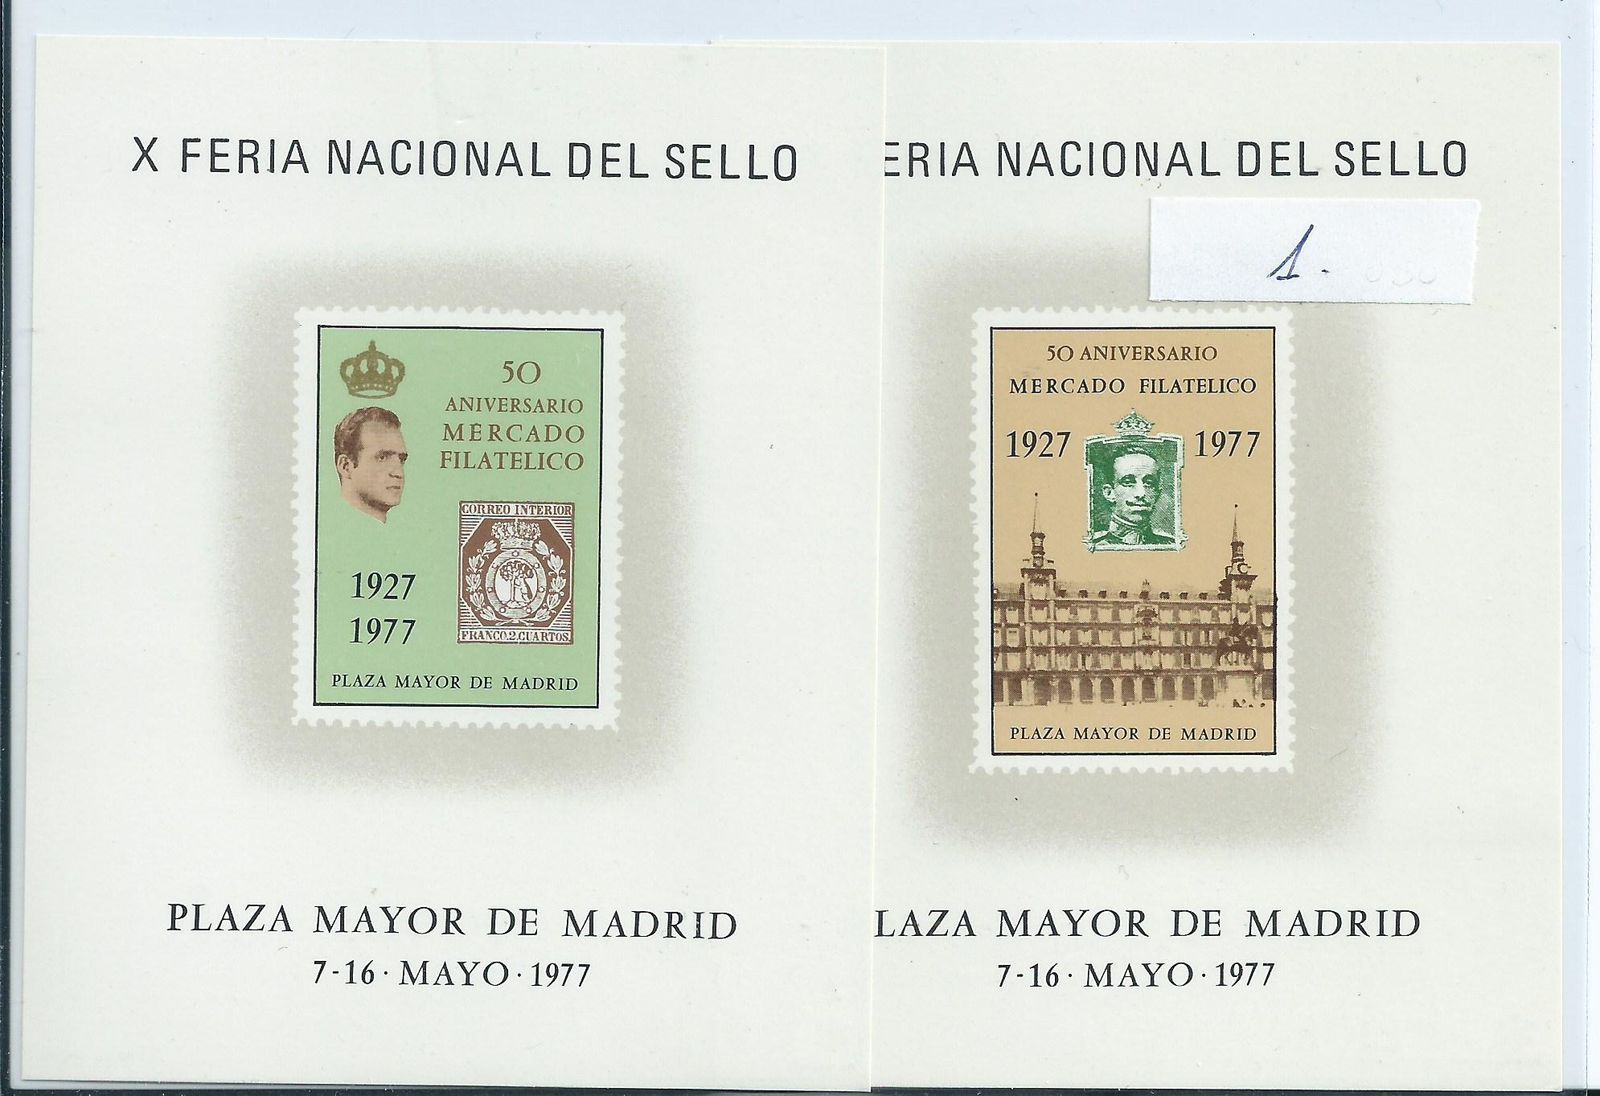 X FERIA NACIONAL DEL SELLO
50
ANIVERSARIO
MERCADO
FILATELICO
CORREO INTERIOR
FRANCO.2.CUARTOS.
1927
1977
PLAZA MAYOR DE MADRID
PLAZA MAYOR DE MADRID
7-16 · MAYO · 1977
ERIA NACIONAL DEL SELLO
1.
50 ANIVERSARIO
MERCADO FILATELICO
1927 1977
PLAZA MAYOR DE MADRID
LAZA MAYOR DE MADRID
7-16 · MAYO · 1977